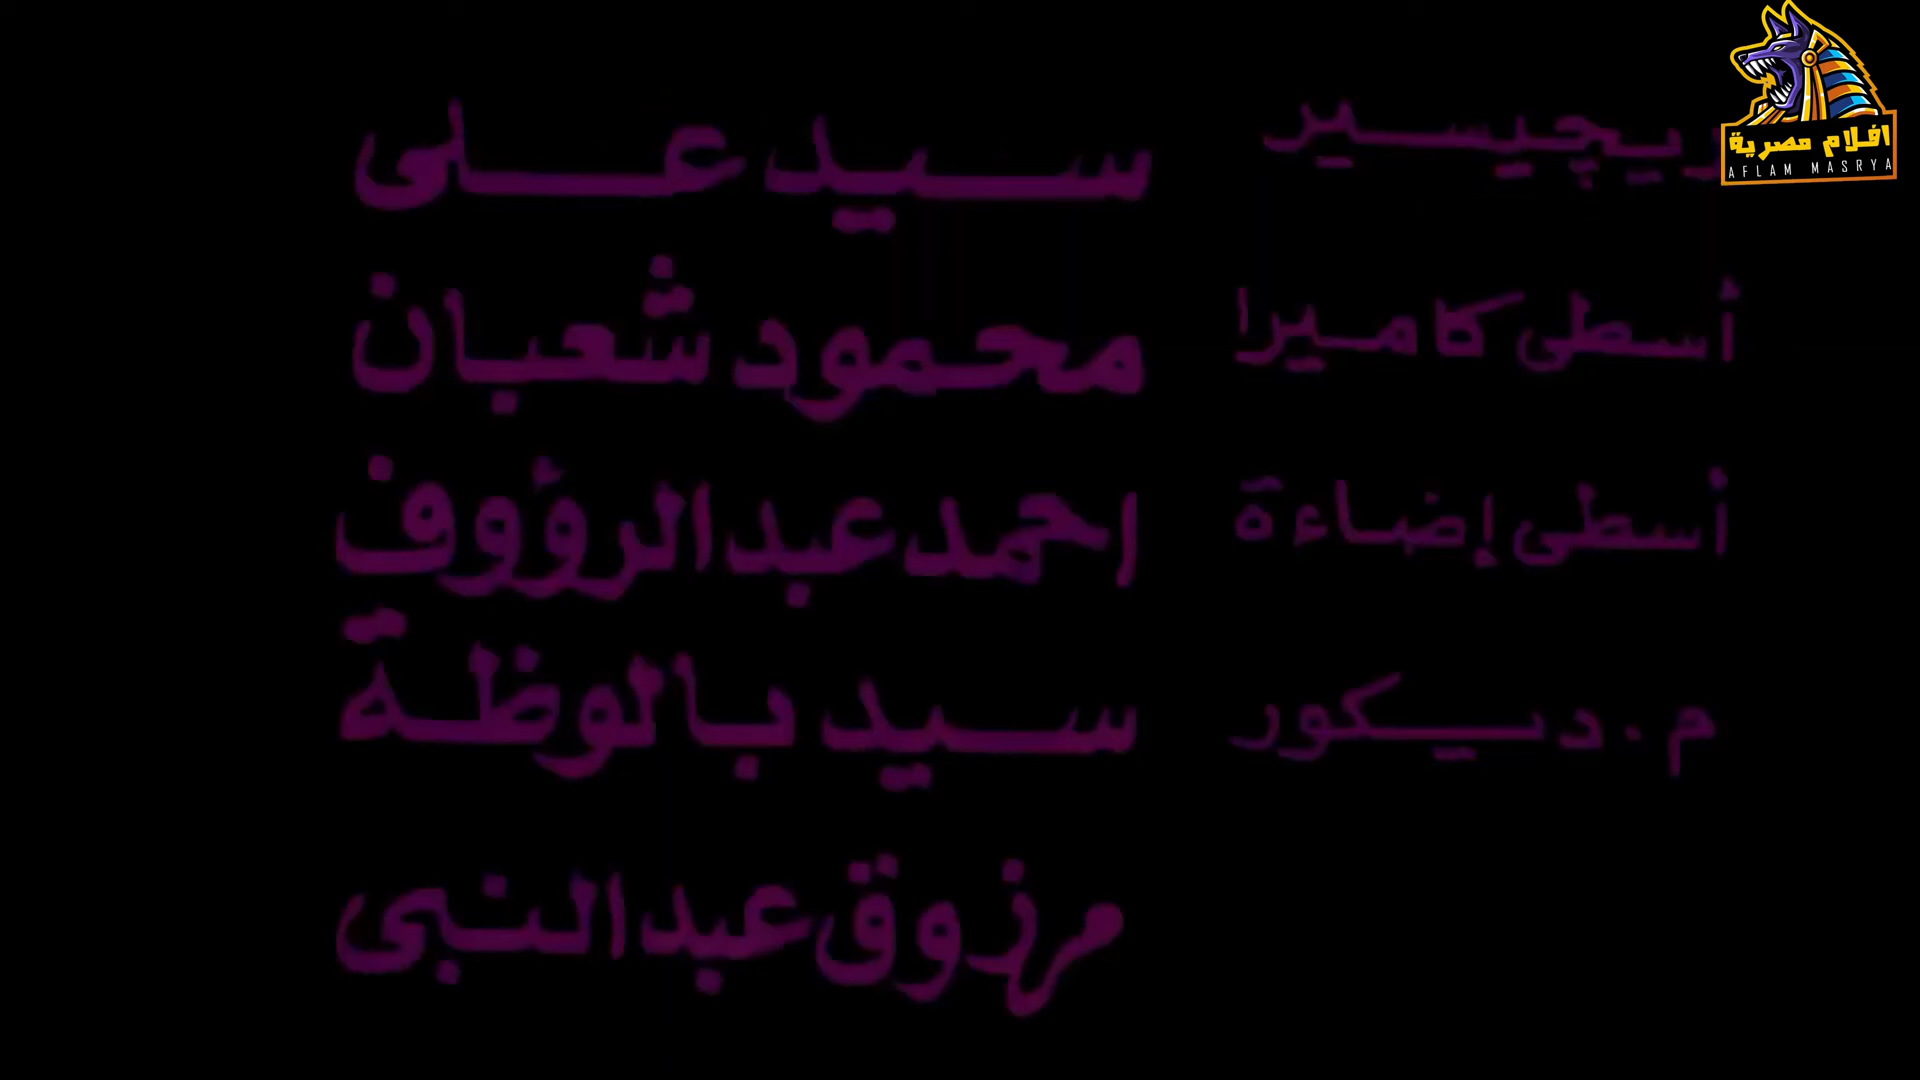 ريچيسير سيد على
أسطى كاميرا محمود شعبان
أسطى إضاءة احمد عبد الرؤوف
م . ديكور سيد بالوظة
مرزوق عبد النبى
افلام مصرية
AFLAM MASRYA